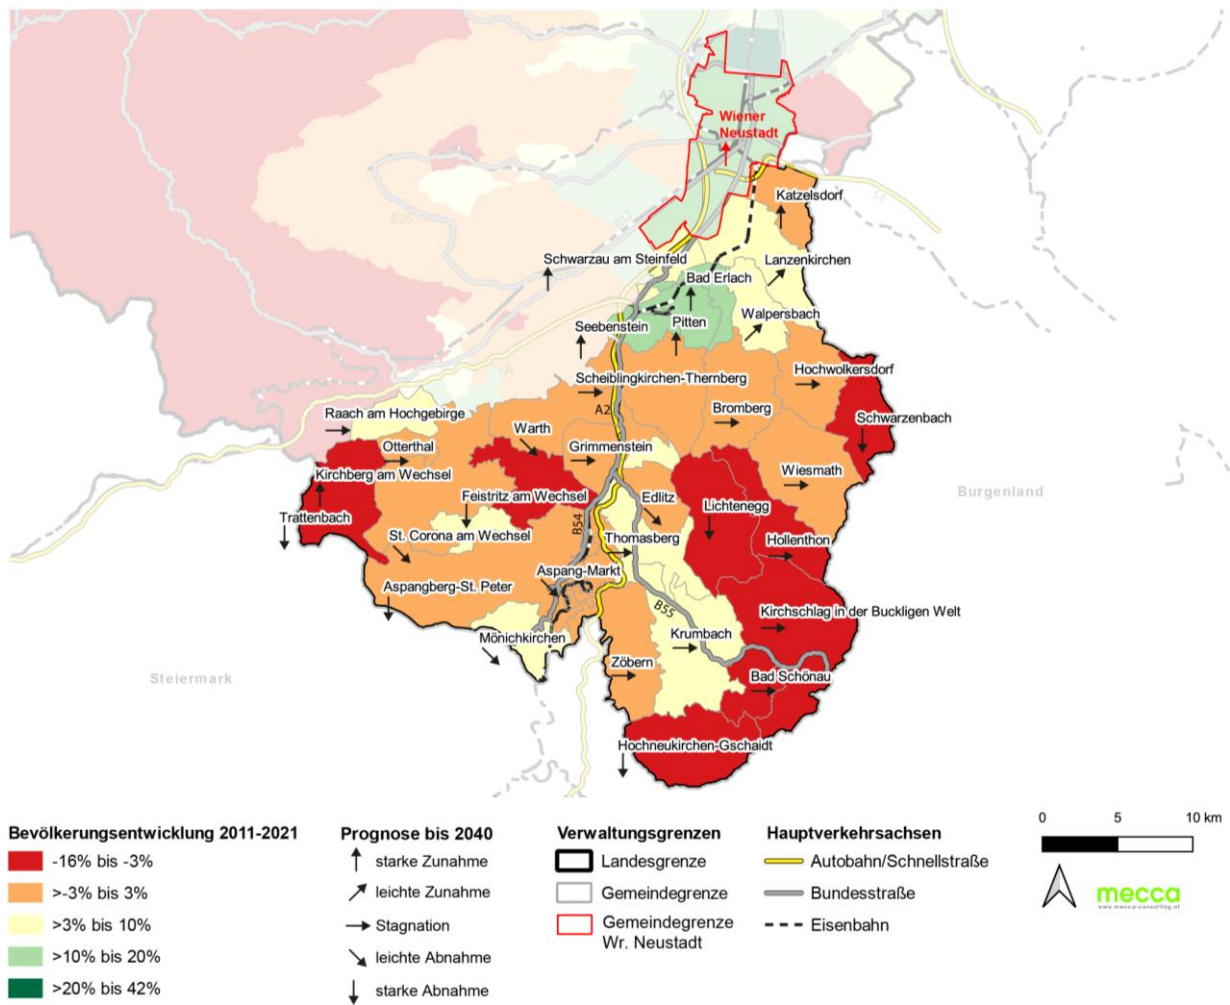 Wiener
Neustadt
A2
Katzelsdorf
S4
B17
B26
Schwarzau am Steinfeld
Lanzenkirchen
Bad Erlach
Walpersbach
Seebenstein
Pitten
Hochwolkersdorf
Scheiblingkirchen-Thernberg
A2
Bromberg
Schwarzenbach
Raach am Hochgebirge
Warth
Otterthal
Grimmenstein
Wiesmath
Kirchberg am Wechsel
Feistritz am Wechsel
Edlitz
Lichtenegg
Burgenland
Trattenbach
B54
St. Corona am Wechsel
Thomasberg
Hollenthon
Aspang-Markt
Aspangberg-St. Peter
B55
Kirchschlag in der Buckligen Welt
Mönichkirchen
Krumbach
Zöbern
Bad Schönau
Steiermark
Hochneukirchen-Gschaidt
Bevölkerungsentwicklung 2011-2021
-16% bis -3%
>-3% bis 3%
>3% bis 10%
>10% bis 20%
>20% bis 42%
Prognose bis 2040
starke Zunahme
leichte Zunahme
Stagnation
leichte Abnahme
starke Abnahme
Verwaltungsgrenzen
Landesgrenze
Gemeindegrenze
Gemeindegrenze
Wr. Neustadt
Hauptverkehrsachsen
Autobahn/Schnellstraße
Bundesstraße
Eisenbahn
0 5 10 km
mecca
www.mecca-consulting.at